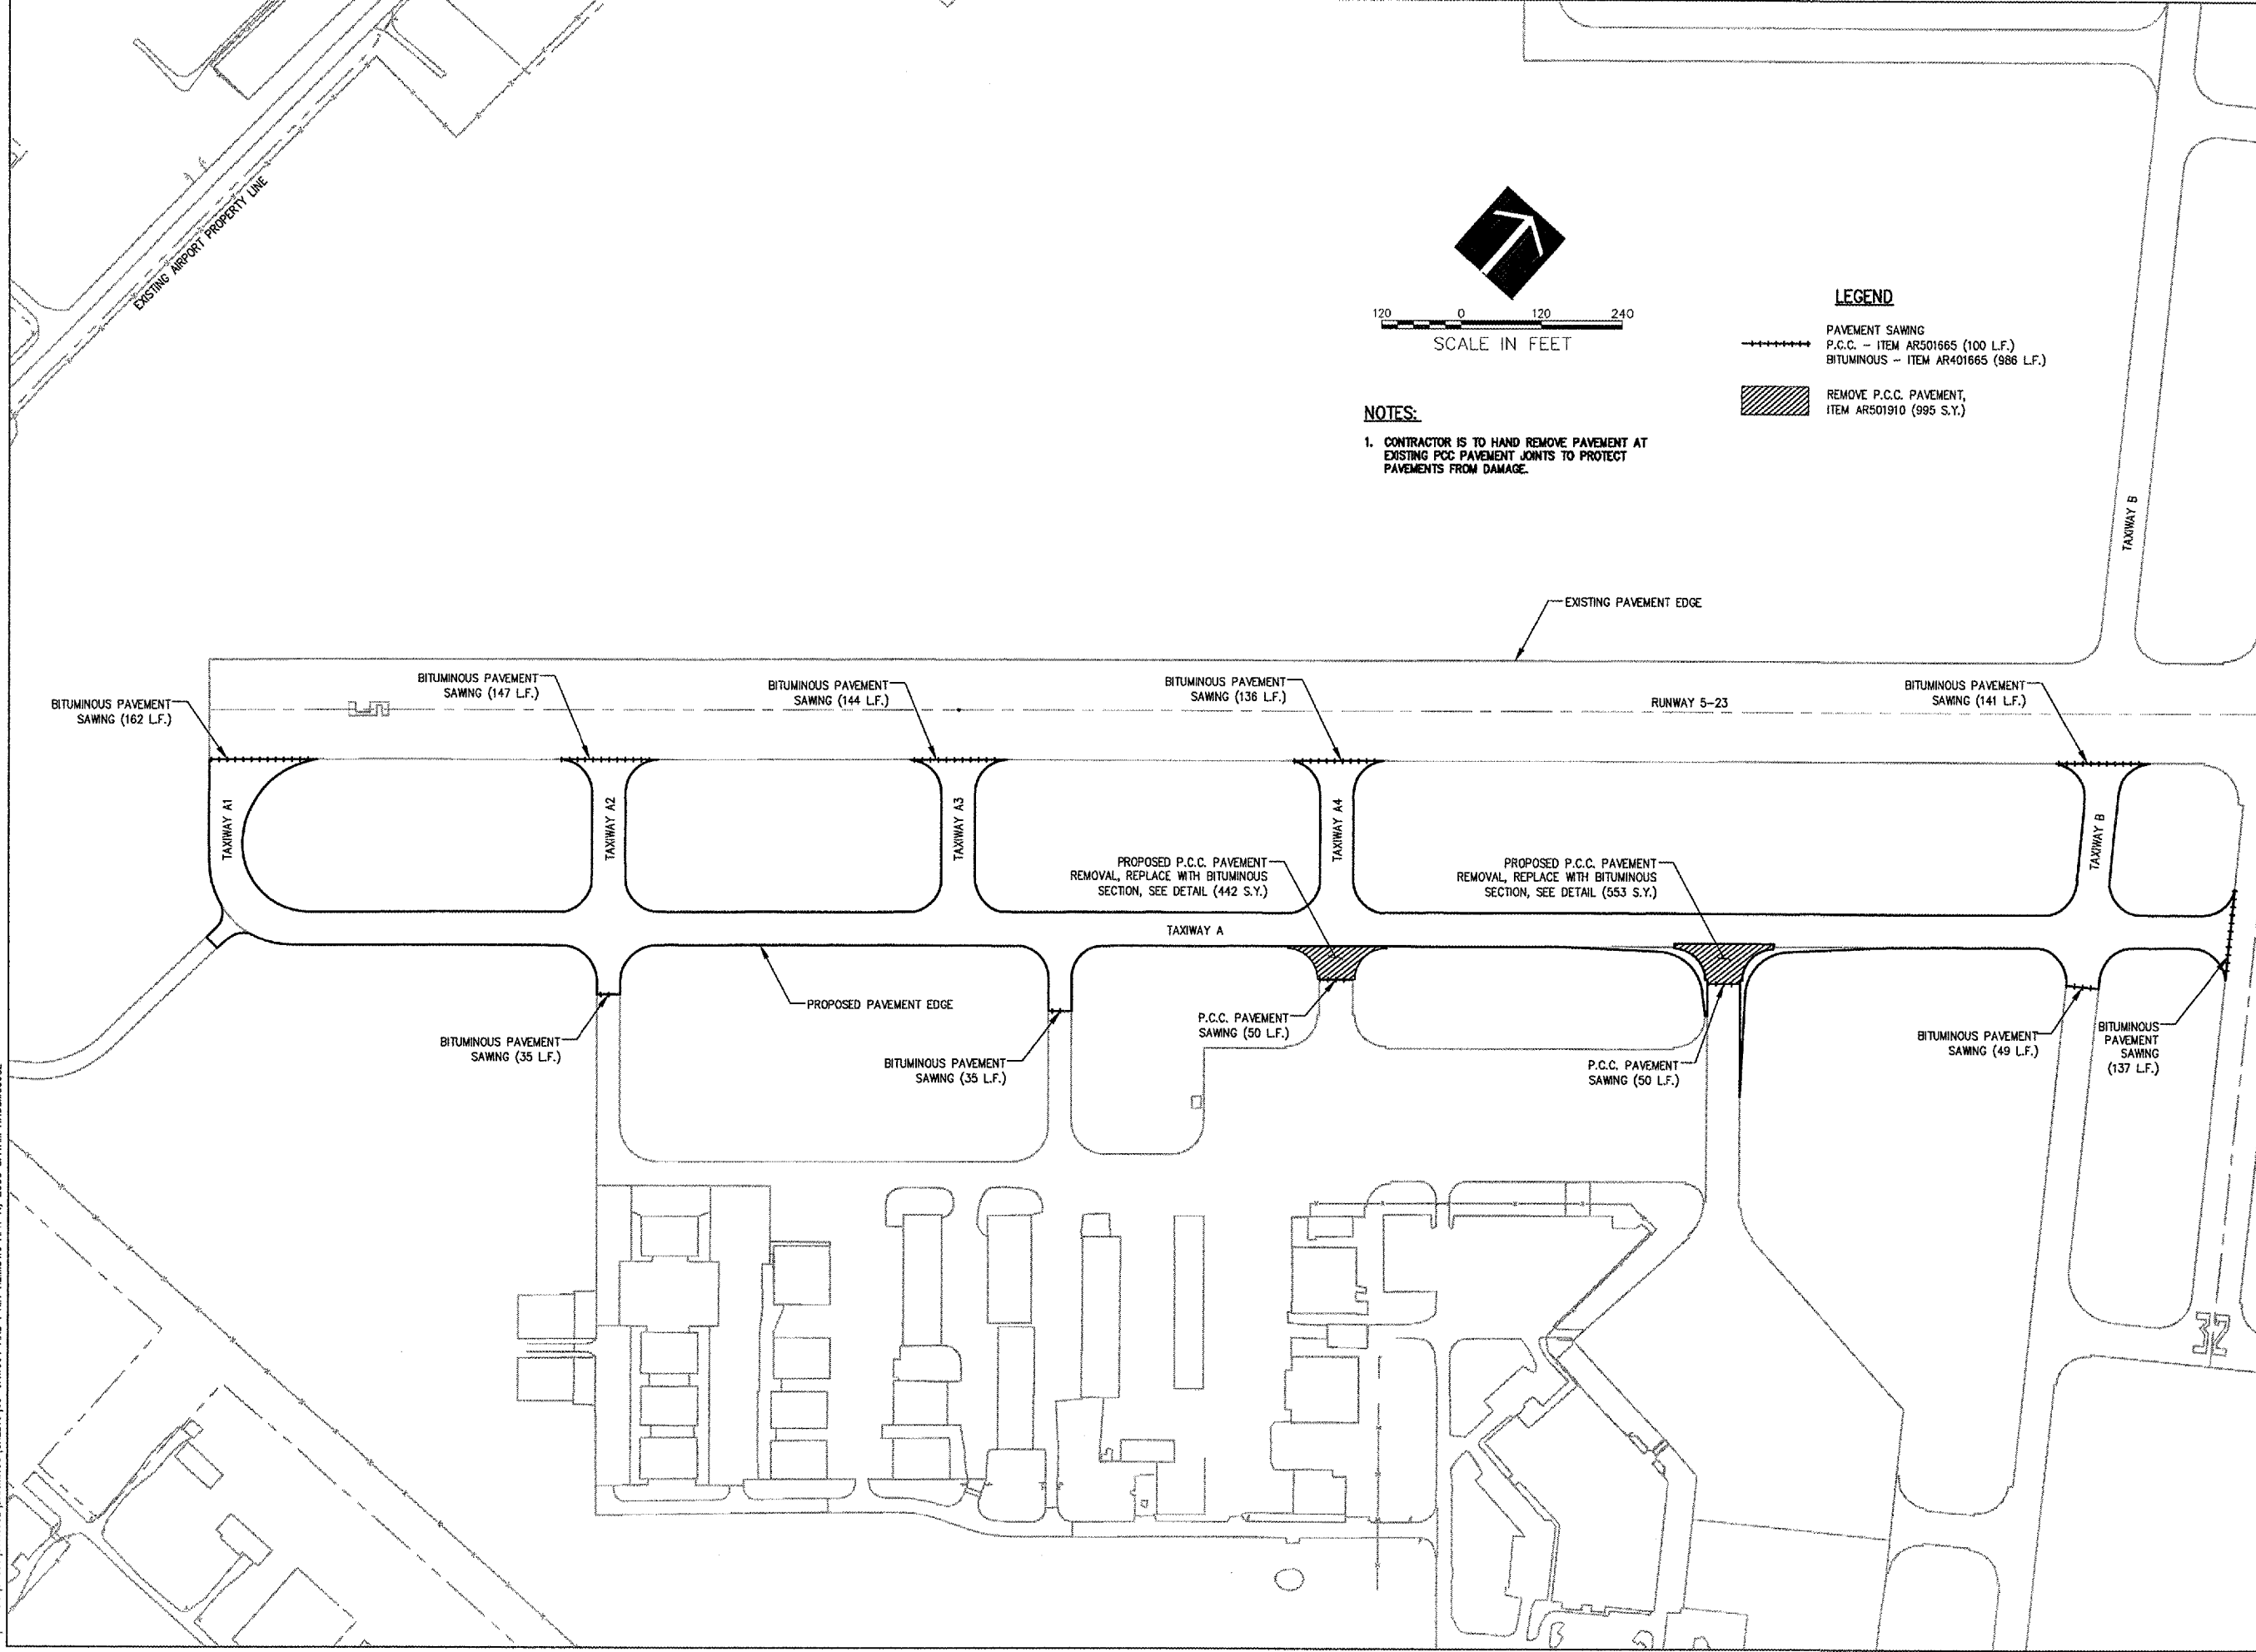 EXISTING AIRPORT PROPERTY LINE
120 0 120 240
SCALE IN FEET
LEGEND
PAVEMENT SAWING
P.C.C. - ITEM AR501665 (100 L.F.)
BITUMINOUS - ITEM AR401665 (986 L.F.)
REMOVE P.C.C. PAVEMENT,
ITEM AR501910 (995 S.Y.)
NOTES:
1. CONTRACTOR IS TO HAND REMOVE PAVEMENT AT
EXISTING PCC PAVEMENT JOINTS TO PROTECT
PAVEMENTS FROM DAMAGE.
TAXIWAY B
EXISTING PAVEMENT EDGE
BITUMINOUS PAVEMENT
SAWING (162 L.F.)
BITUMINOUS PAVEMENT
SAWING (147 L.F.)
BITUMINOUS PAVEMENT
SAWING (144 L.F.)
BITUMINOUS PAVEMENT
SAWING (136 L.F.)
RUNWAY 5-23
BITUMINOUS PAVEMENT
SAWING (141 L.F.)
TAXIWAY A1
TAXIWAY A2
TAXIWAY A3
TAXIWAY A4
TAXIWAY B
PROPOSED P.C.C. PAVEMENT
REMOVAL, REPLACE WITH BITUMINOUS
SECTION, SEE DETAIL (442 S.Y.)
PROPOSED P.C.C. PAVEMENT
REMOVAL, REPLACE WITH BITUMINOUS
SECTION, SEE DETAIL (553 S.Y.)
TAXIWAY A
PROPOSED PAVEMENT EDGE
BITUMINOUS PAVEMENT
SAWING (35 L.F.)
BITUMINOUS PAVEMENT
SAWING (35 L.F.)
P.C.C. PAVEMENT
SAWING (50 L.F.)
P.C.C. PAVEMENT
SAWING (50 L.F.)
BITUMINOUS PAVEMENT
SAWING (49 L.F.)
BITUMINOUS
PAVEMENT
SAWING
(137 L.F.)
32